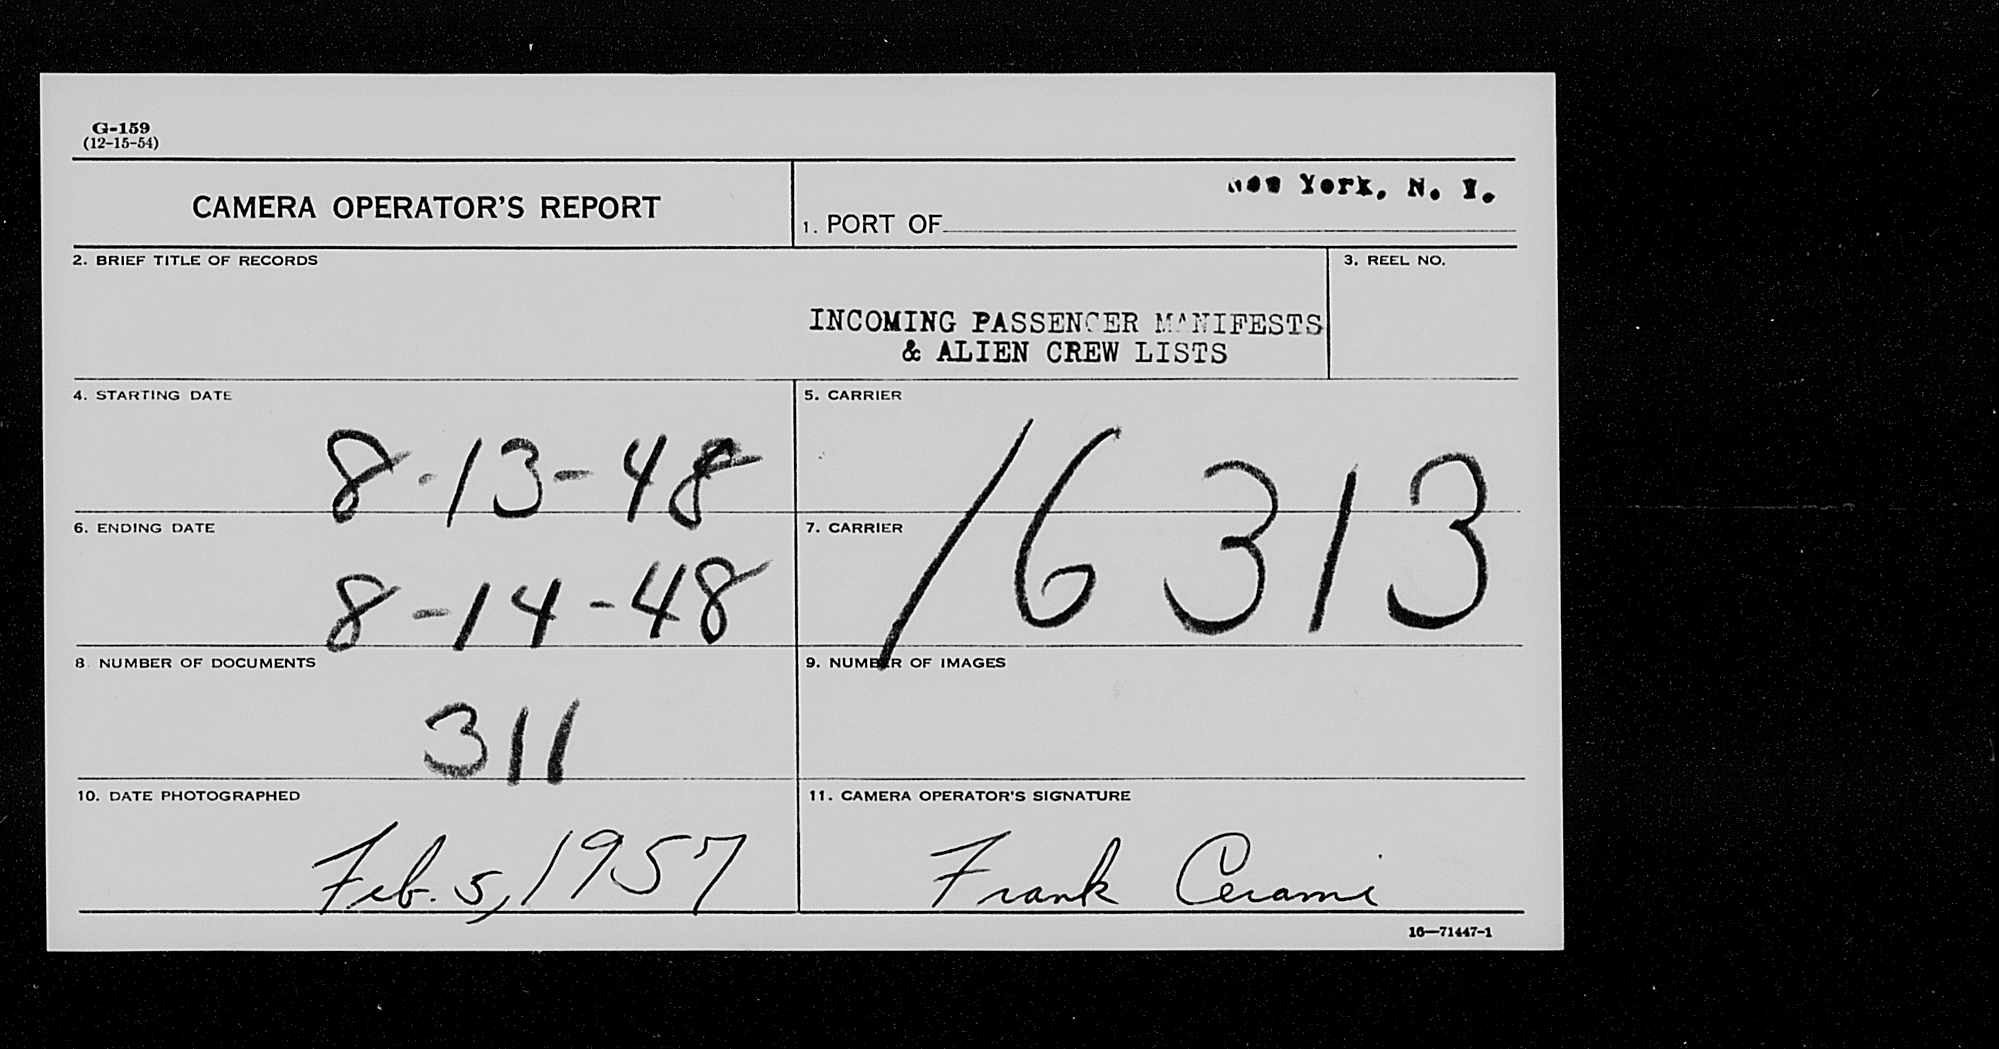 G-159
(12-15-54)
CAMERA OPERATOR'S REPORT
New York, N. Y.
1. PORT OF
2. BRIEF TITLE OF RECORDS
3. REEL NO.
INCOMING PASSENGER MANIFESTS
& ALIEN CREW LISTS
4. STARTING DATE
8-13-48
5. CARRIER
16313
6. ENDING DATE
8-14-48
7. CARRIER
8 NUMBER OF DOCUMENTS
311
9. NUMBER OF IMAGES
10. DATE PHOTOGRAPHED
Feb. 5, 1957
11. CAMERA OPERATOR'S SIGNATURE
Frank Cerami
16—71447-1